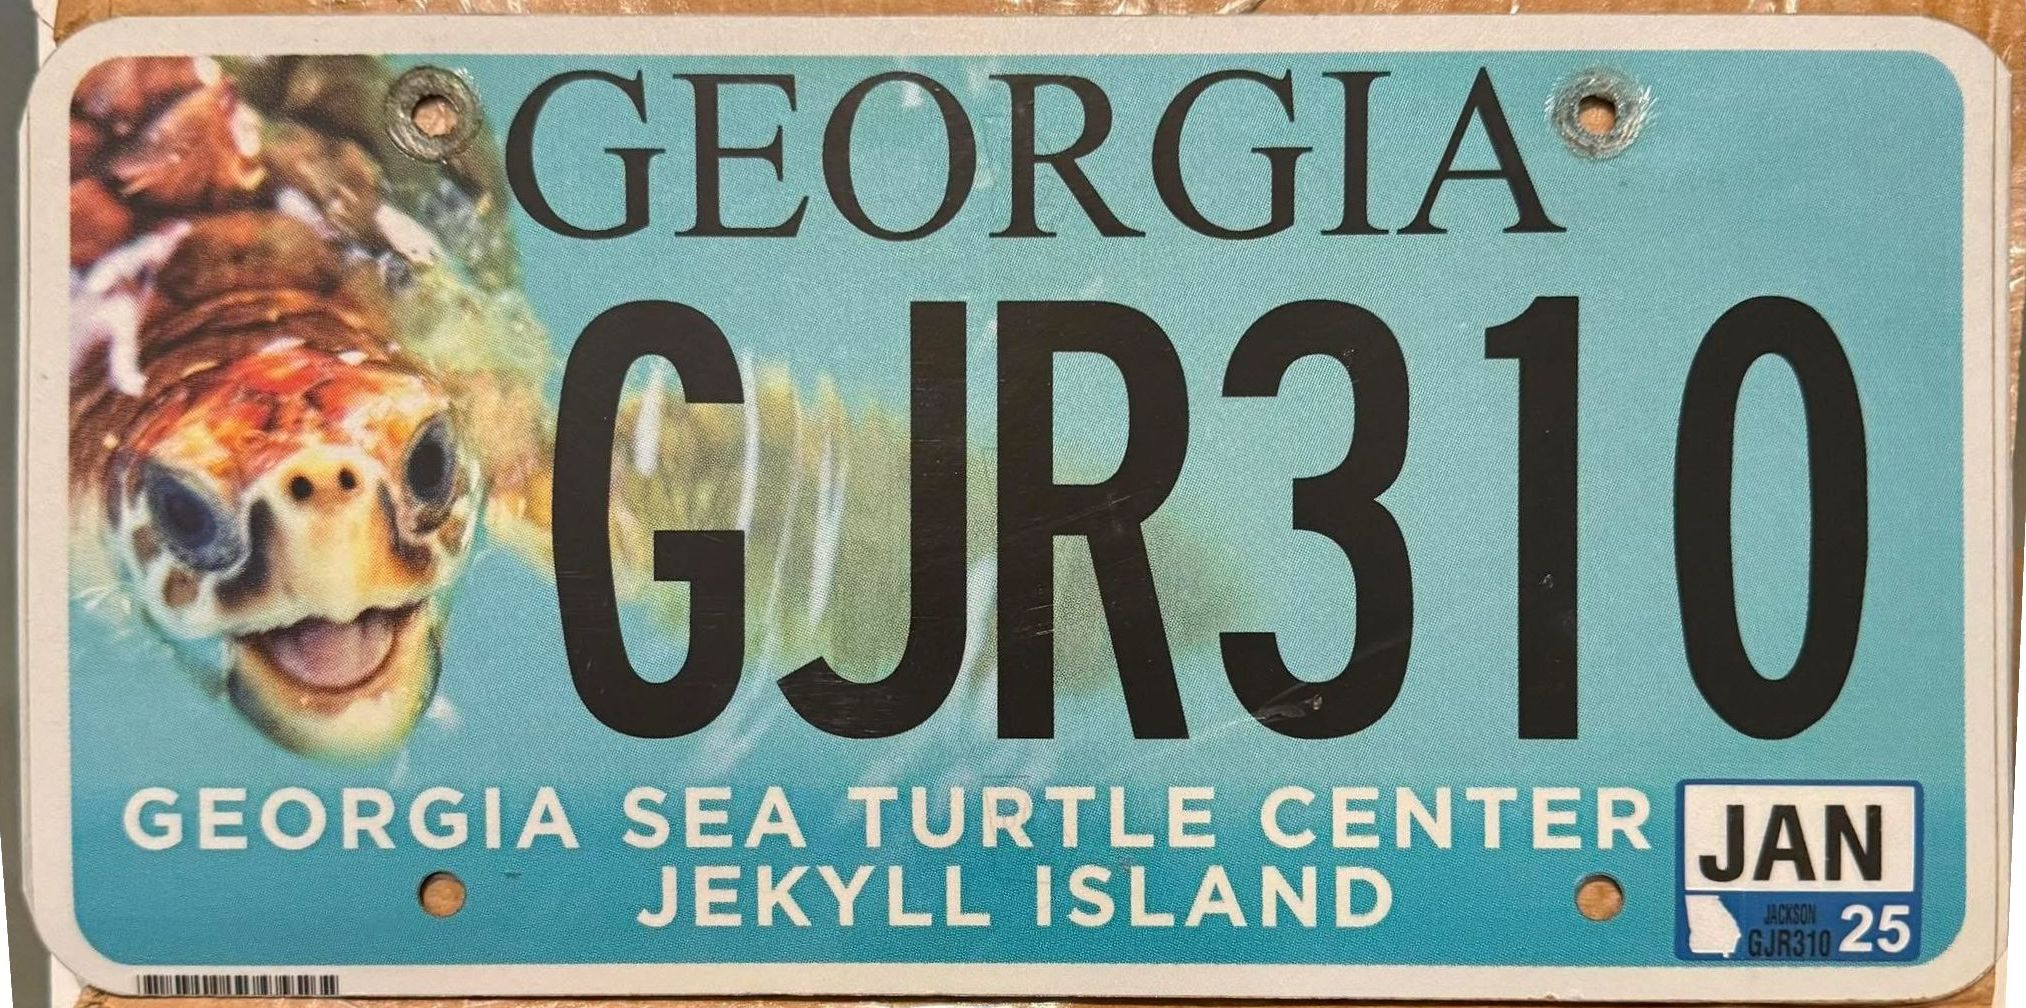 GEORGIA
GJR310
GEORGIA SEA TURTLE CENTER
JEKYLL ISLAND
JAN
JACKSON
GJR310 25